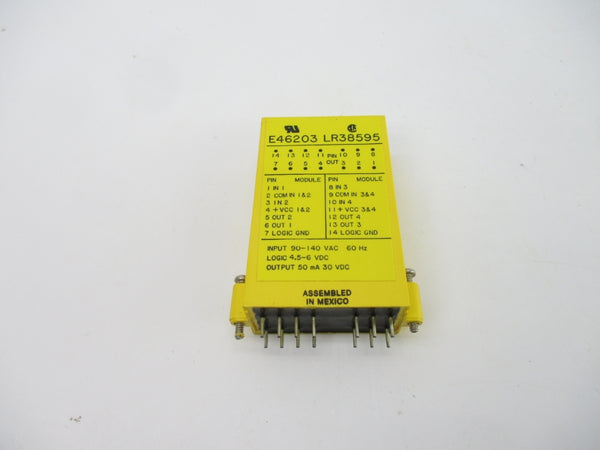 E46203 LR38595
14 13 12 11 PIN 10 9 8
7 6 5 4 OUT 3 2 1
PIN MODULE PIN MODULE
1 IN 1 8 IN 3
2 COM IN 1&2 9 COM IN 3&4
3 IN 2 10 IN 4
4 +VCC 1&2 11 +VCC 3&4
5 OUT 2 12 OUT 4
6 OUT 1 13 OUT 3
7 LOGIC GND 14 LOGIC GND
INPUT 90-140 VAC 60 Hz
LOGIC 4.5-6 VDC
OUTPUT 50 mA 30 VDC
ASSEMBLED
IN MEXICO